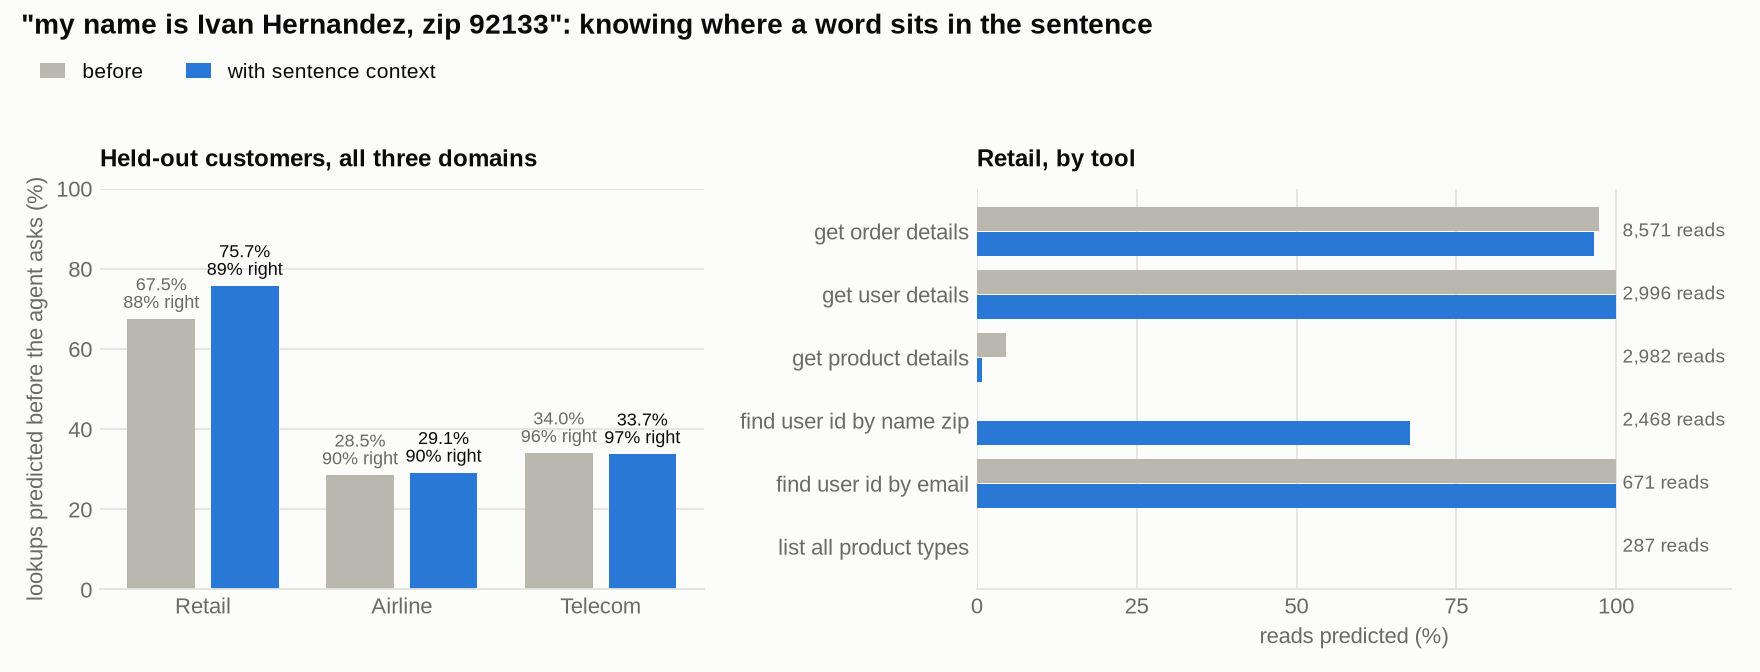 "my name is Ivan Hernandez, zip 92133": knowing where a word sits in the sentence
before
with sentence context
Held-out customers, all three domains
lookups predicted before the agent asks (%)
100
80
60
40
20
0
67.5%
88% right
75.7%
89% right
28.5%
90% right
29.1%
90% right
34.0%
96% right
33.7%
97% right
Retail
Airline
Telecom
Retail, by tool
get order details
8,571 reads
get user details
2,996 reads
get product details
2,982 reads
find user id by name zip
2,468 reads
find user id by email
671 reads
list all product types
287 reads
0
25
50
75
100
reads predicted (%)